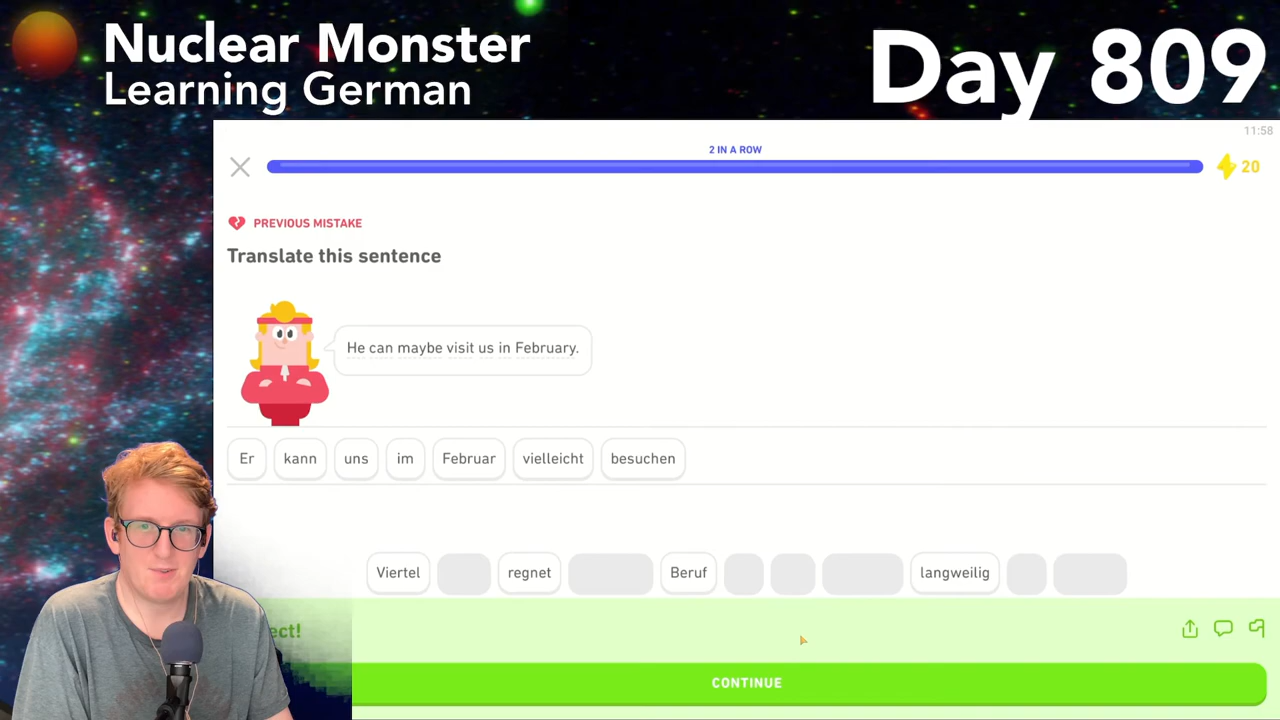 Nuclear Monster
Learning German
Day 809
11:58
2 IN A ROW
20
PREVIOUS MISTAKE
Translate this sentence
He can maybe visit us in February.
Er kann uns im Februar vielleicht besuchen
Viertel regnet Beruf langweilig
ect!
CONTINUE